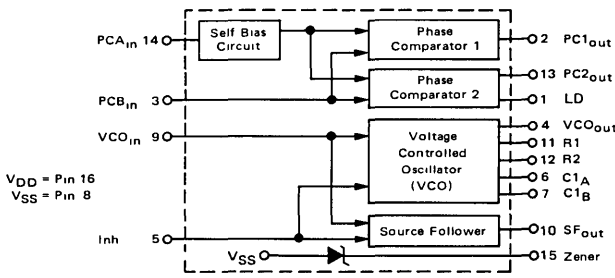 PCAin 14
Self Bias
Circuit
Phase
Comparator 1
2 PC1out
PCBin 3
Phase
Comparator 2
13 PC2out
1 LD
VCOin 9
Voltage
Controlled
Oscillator
(VCO)
4 VCOout
11 R1
12 R2
6 C1A
7 C1B
VDD = Pin 16
VSS = Pin 8
Inh 5
Source Follower
10 SFout
VSS
15 Zener